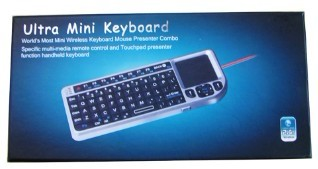 Ultra Mini Keyboard
World's Most Mini Wireless Keyboard Mouse Presenter Combo
Specific multi-media remote control and Touchpad presenter
function handheld keyboard